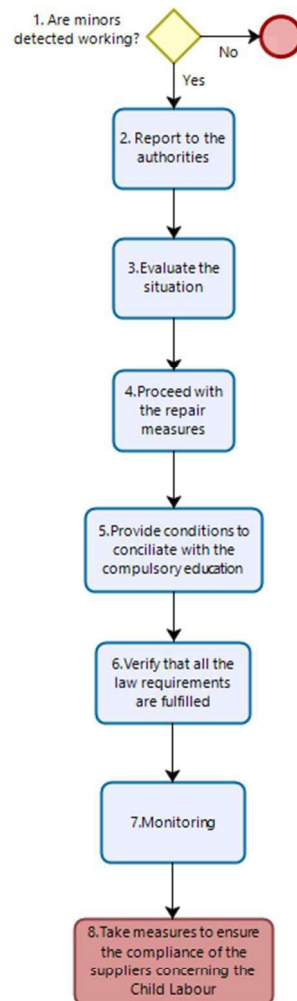 1. Are minors
detected working?
No
Yes
2. Report to the
authorities
3.Evaluate the
situation
4.Proceed with
the repair
measures
5.Provide conditions to
conciliate with the
compulsory education
6.Verify that all the
law requirements
are fulfilled
7.Monitoring
8.Take measures to ensure
the compliance of the
suppliers concerning the
Child Labour